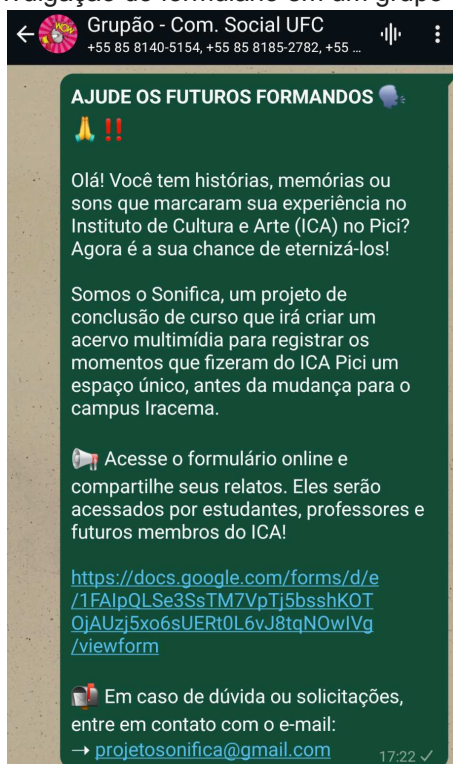 Grupão - Com. Social UFC
+55 85 8140-5154, +55 85 8185-2782, +55 ...
AJUDE OS FUTUROS FORMANDOS 🗣️
🙏‼️
Olá! Você tem histórias, memórias ou
sons que marcaram sua experiência no
Instituto de Cultura e Arte (ICA) no Pici?
Agora é a sua chance de eternizá-los!
Somos o Sonifica, um projeto de
conclusão de curso que irá criar um
acervo multimídia para registrar os
momentos que fizeram do ICA Pici um
espaço único, antes da mudança para o
campus Iracema.
📢 Acesse o formulário online e
compartilhe seus relatos. Eles serão
acessados por estudantes, professores e
futuros membros do ICA!
https://docs.google.com/forms/d/e
/1FAIpQLSe3SsTM7VpTj5bsshKOT
OjAUzj5xo6sUERt0L6vJ8tqNOwIVg
/viewform
📬 Em caso de dúvida ou solicitações,
entre em contato com o e-mail:
→ projetosonifica@gmail.com
17:22